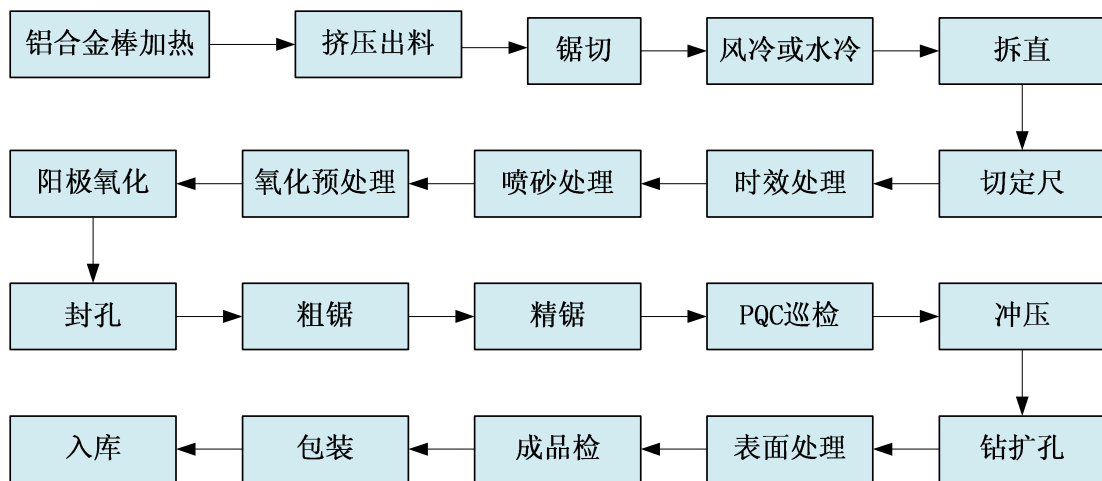 铝合金棒加热
挤压出料
锯切
风冷或水冷
拆直
切定尺
时效处理
喷砂处理
氧化预处理
阳极氧化
封孔
粗锯
精锯
PQC巡检
冲压
钻扩孔
表面处理
成品检
包装
入库